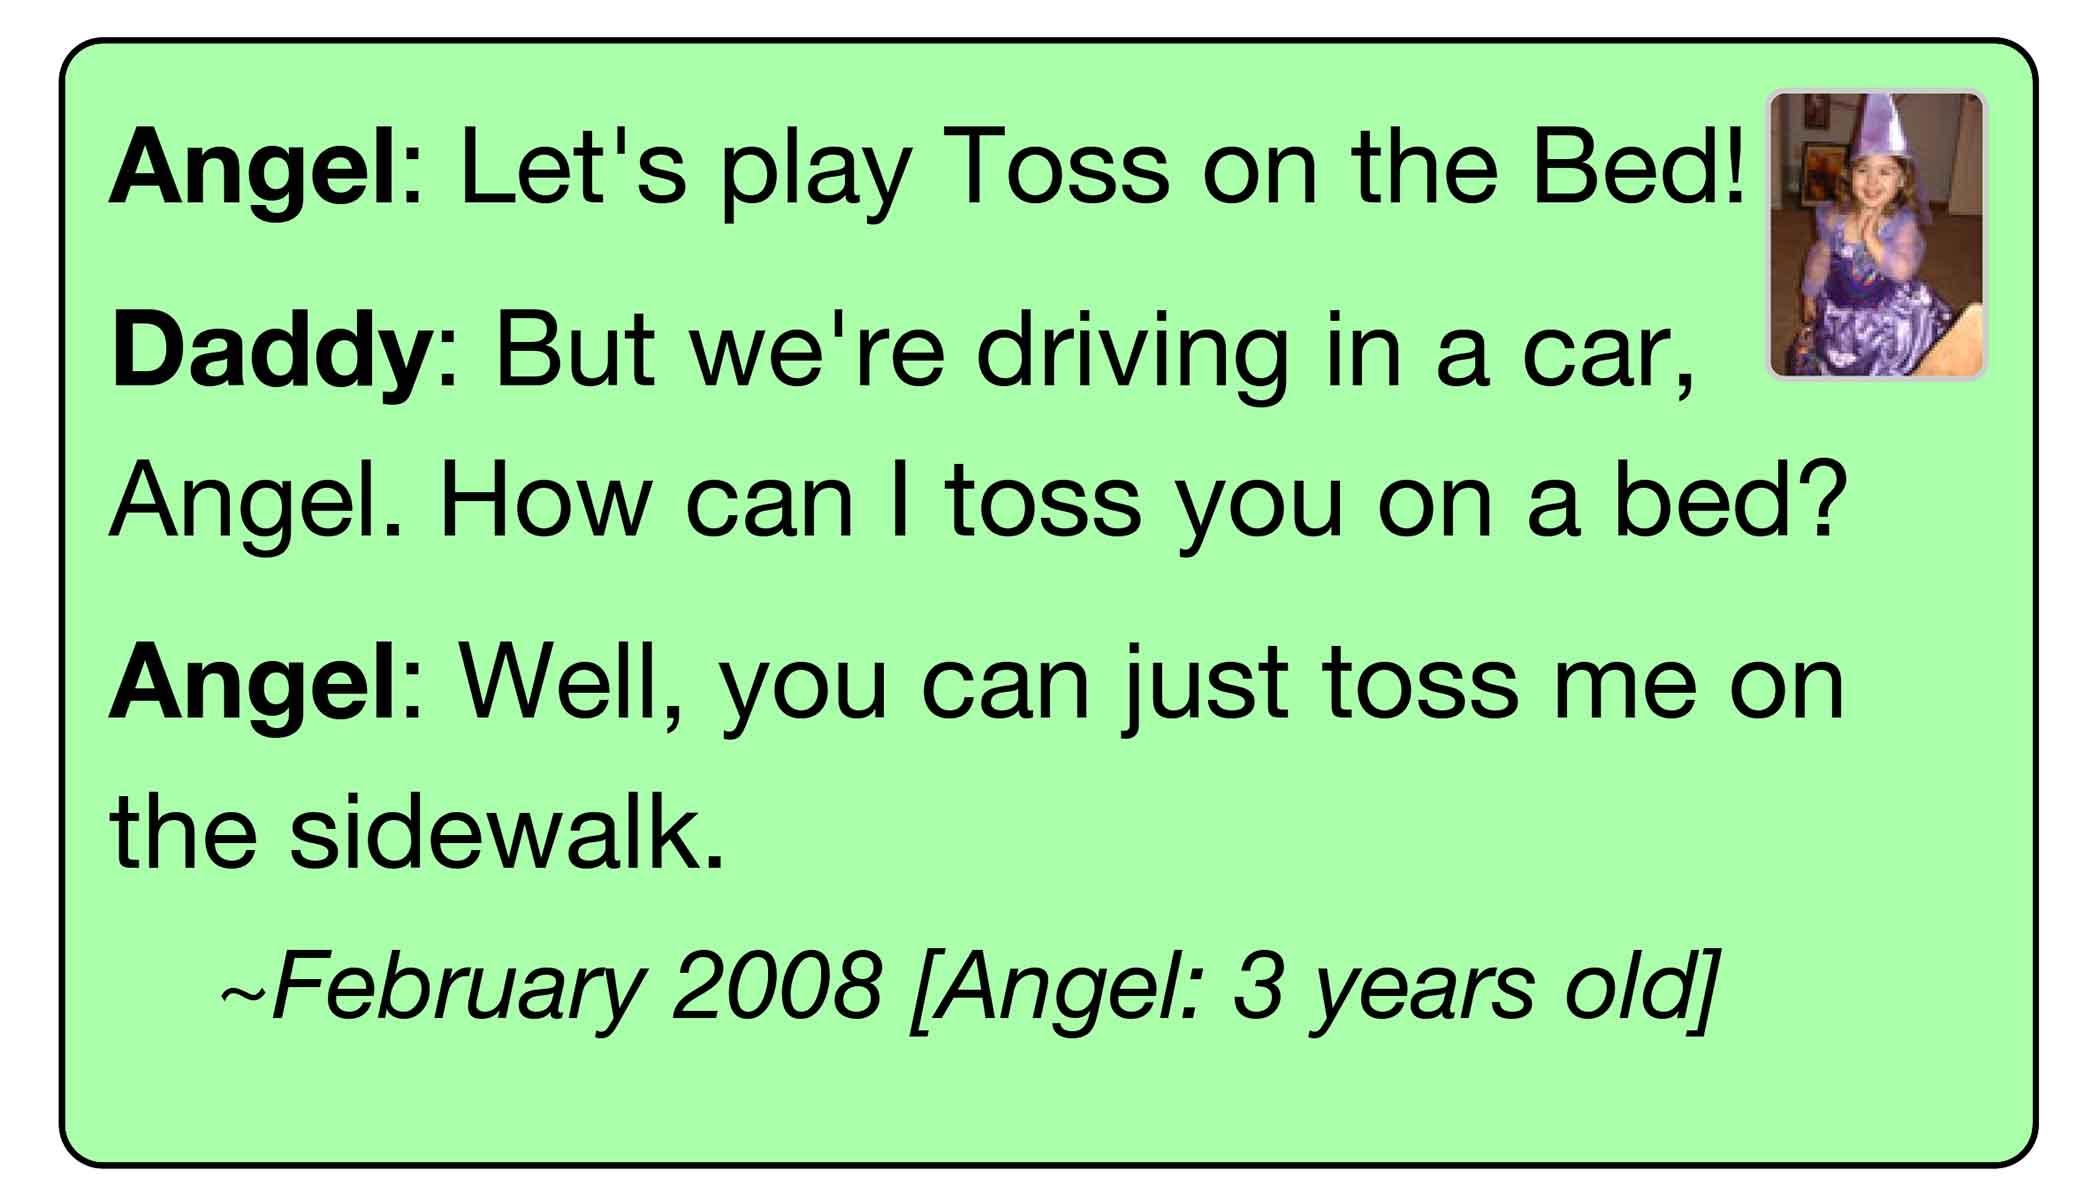 Angel: Let's play Toss on the Bed!
Daddy: But we're driving in a car,
Angel. How can I toss you on a bed?
Angel: Well, you can just toss me on
the sidewalk.
~February 2008 [Angel: 3 years old]